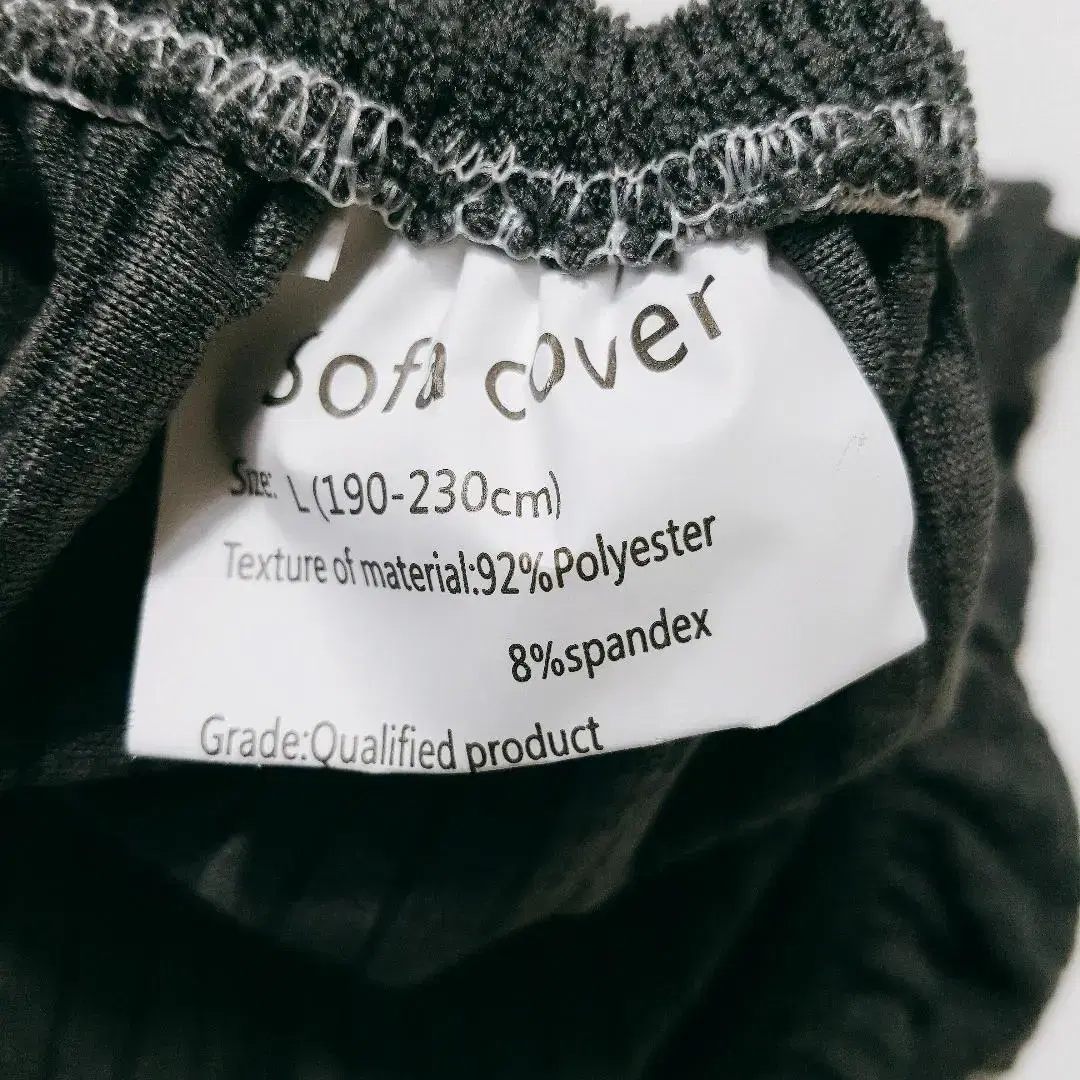 Sofa cover
Size: L(190-230cm)
Texture of material:92%Polyester
8%spandex
Grade:Qualified product